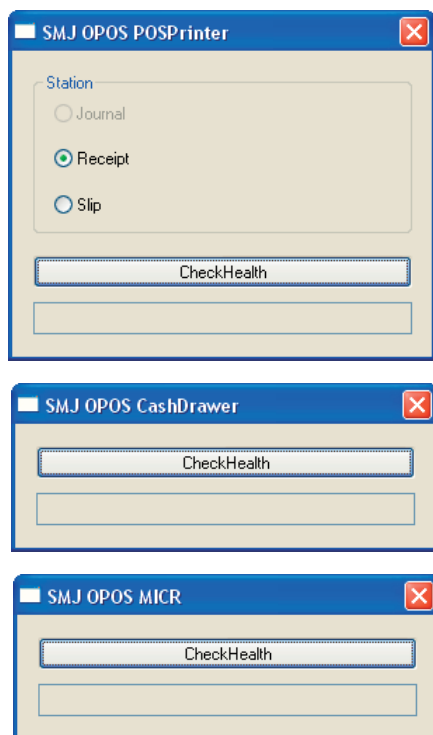 SMJ OPOS POSPrinter
Station
Journal
Receipt
Slip
CheckHealth
SMJ OPOS CashDrawer
CheckHealth
SMJ OPOS MICR
CheckHealth